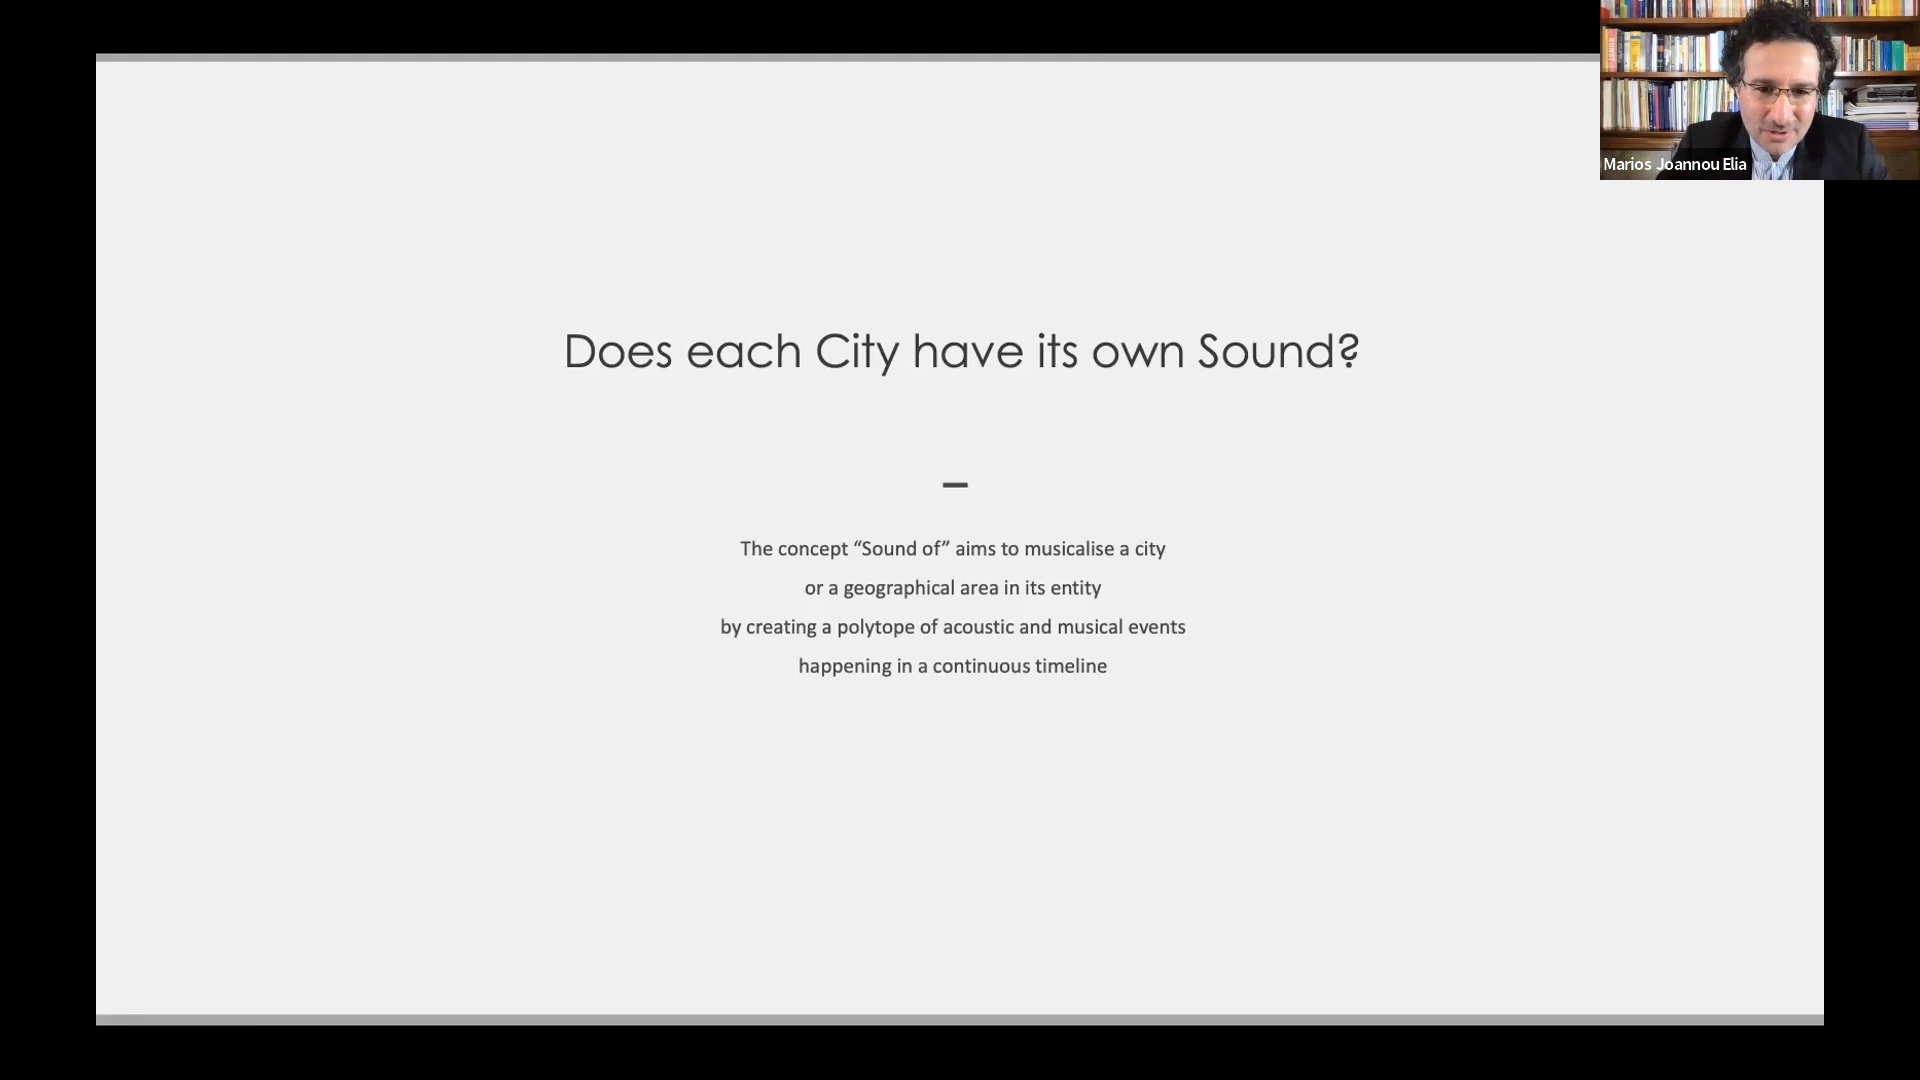 Marios Joannou Elia
Does each City have its own Sound?
–
The concept “Sound of” aims to musicalise a city
or a geographical area in its entity
by creating a polytope of acoustic and musical events
happening in a continuous timeline